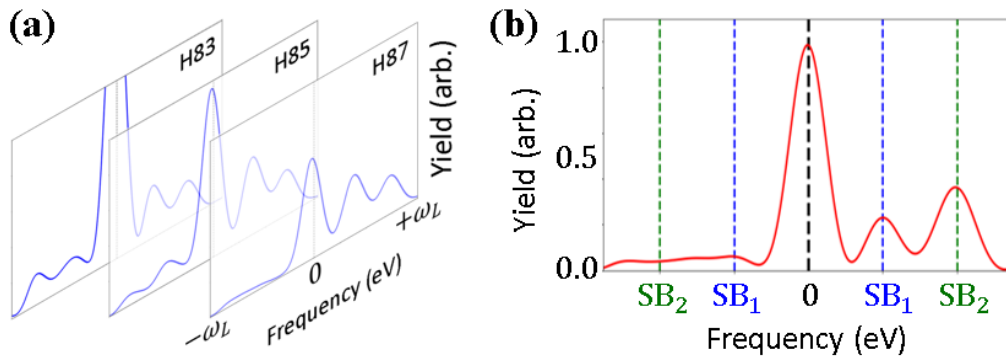 (a)
H83
H85
H87
Yield (arb.)
−ω_L
0
+ω_L
Frequency (eV)
(b)
Yield (arb.)
1.0
0.5
0.0
SB₂
SB₁
0
SB₁
SB₂
Frequency (eV)